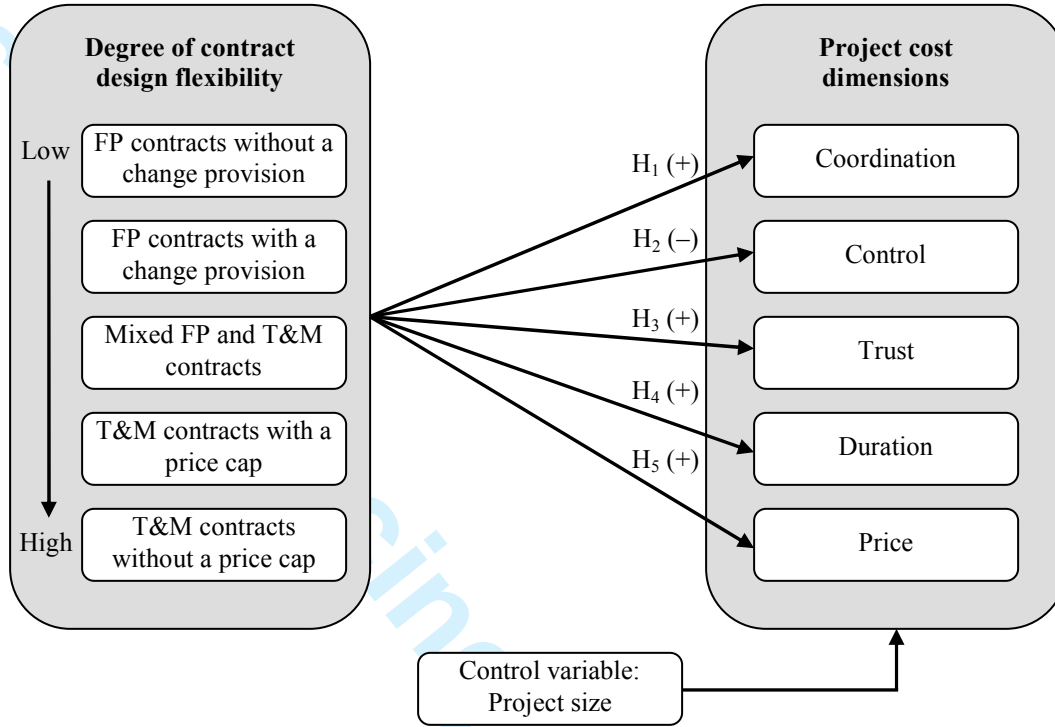 Degree of contract
design flexibility
Low
FP contracts without a
change provision
FP contracts with a
change provision
Mixed FP and T&M
contracts
T&M contracts with a
price cap
High
T&M contracts
without a price cap
H₁ (+)
H₂ (–)
H₃ (+)
H₄ (+)
H₅ (+)
Project cost
dimensions
Coordination
Control
Trust
Duration
Price
Control variable:
Project size